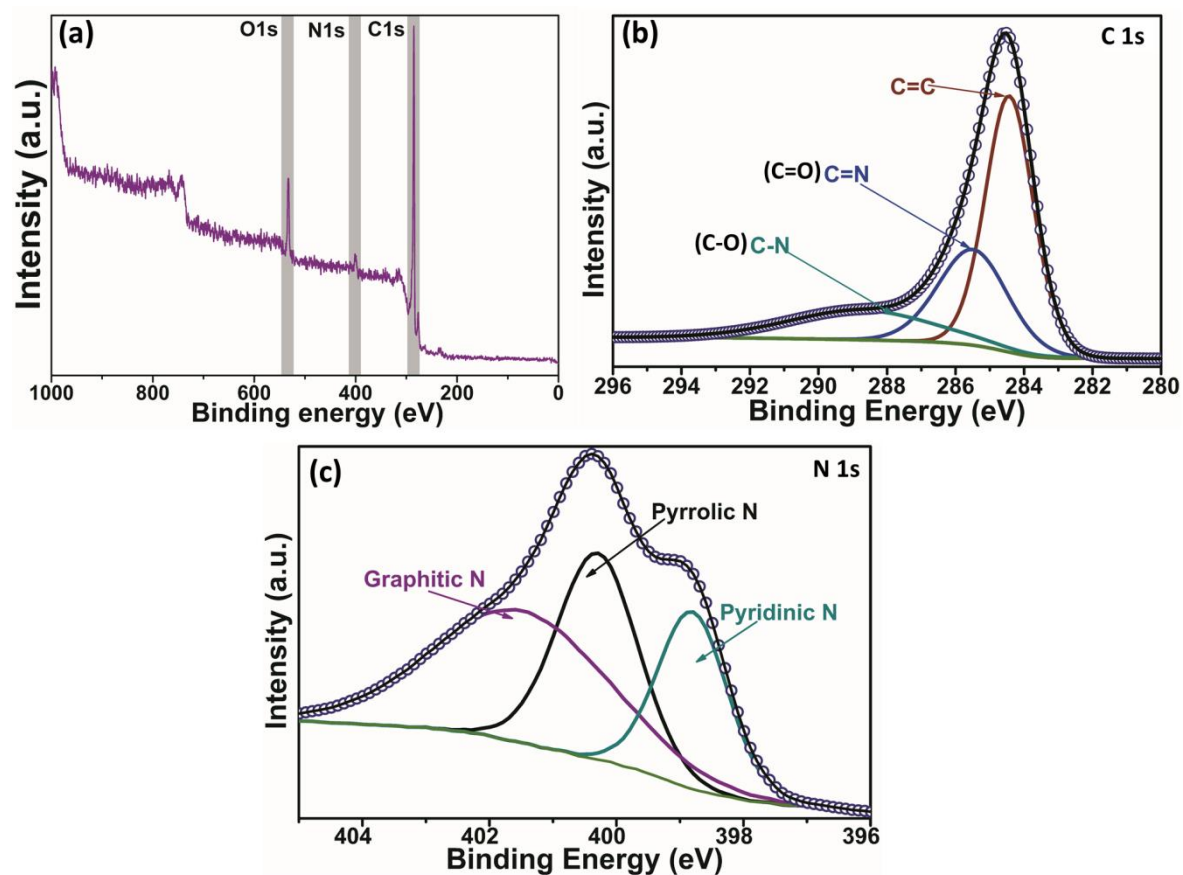 (a)
O1s
N1s
C1s
Intensity (a.u.)
1000
800
600
400
200
0
Binding energy (eV)
(b)
C 1s
C=C
(C=O) C=N
(C-O) C-N
Intensity (a.u.)
296
294
292
290
288
286
284
282
280
Binding Energy (eV)
(c)
N 1s
Pyrrolic N
Graphitic N
Pyridinic N
Intensity (a.u.)
404
402
400
398
396
Binding Energy (eV)